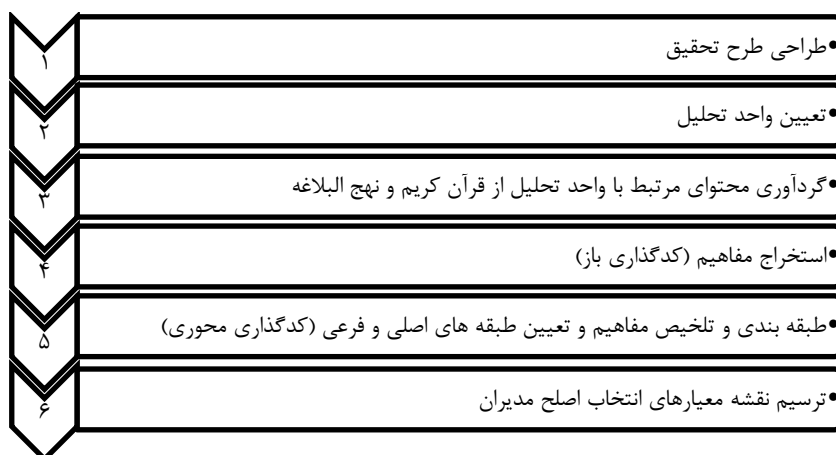 ۱ •طراحی طرح تحقیق
۲ •تعیین واحد تحلیل
۳ •گردآوری محتوای مرتبط با واحد تحلیل از قرآن کریم و نهج البلاغه
۴ •استخراج مفاهیم (کدگذاری باز)
۵ •طبقه بندی و تلخیص مفاهیم و تعیین طبقه های اصلی و فرعی (کدگذاری محوری)
۶ •ترسیم نقشه معیارهای انتخاب اصلح مدیران